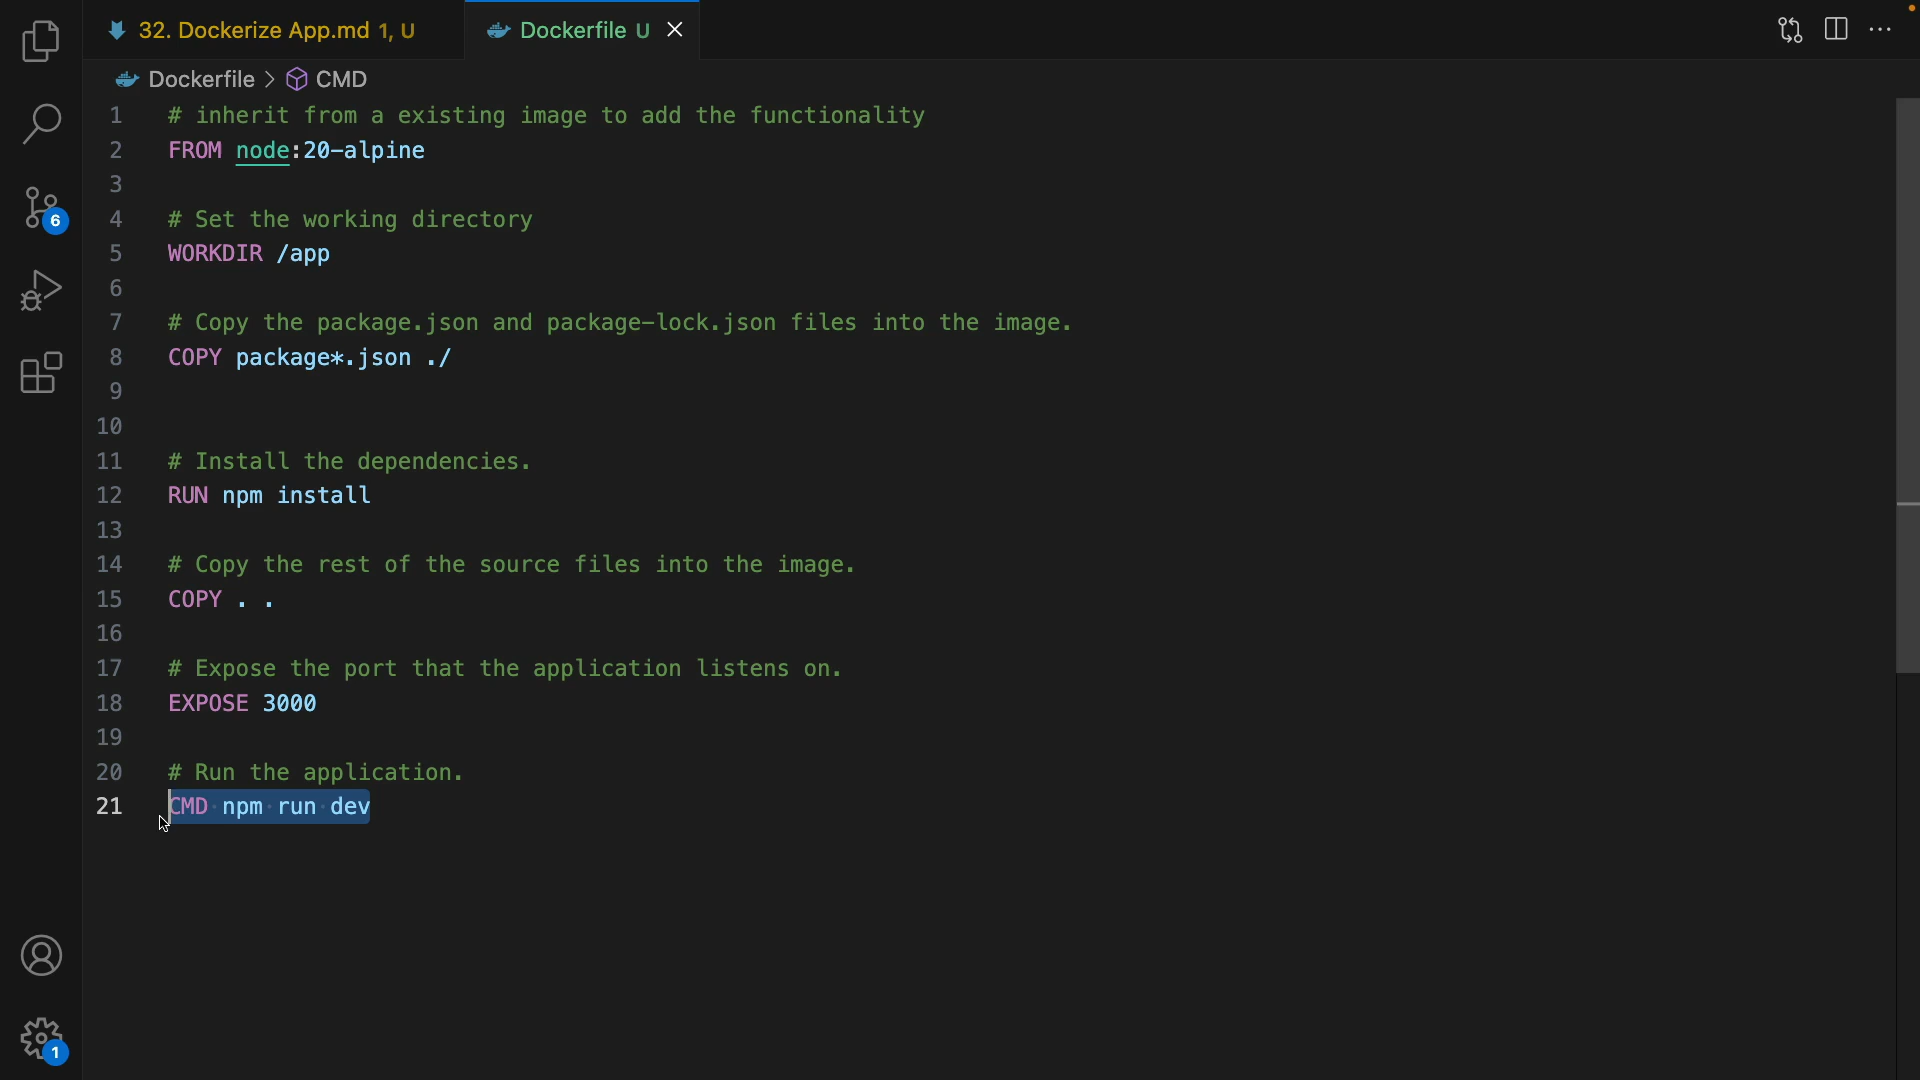 32. Dockerize App.md 1, U
Dockerfile U
Dockerfile > CMD
1 # inherit from a existing image to add the functionality
2 FROM node:20-alpine
3
4 # Set the working directory
5 WORKDIR /app
6
7 # Copy the package.json and package-lock.json files into the image.
8 COPY package*.json ./
9
10
11 # Install the dependencies.
12 RUN npm install
13
14 # Copy the rest of the source files into the image.
15 COPY . .
16
17 # Expose the port that the application listens on.
18 EXPOSE 3000
19
20 # Run the application.
21 CMD npm run dev
6
1